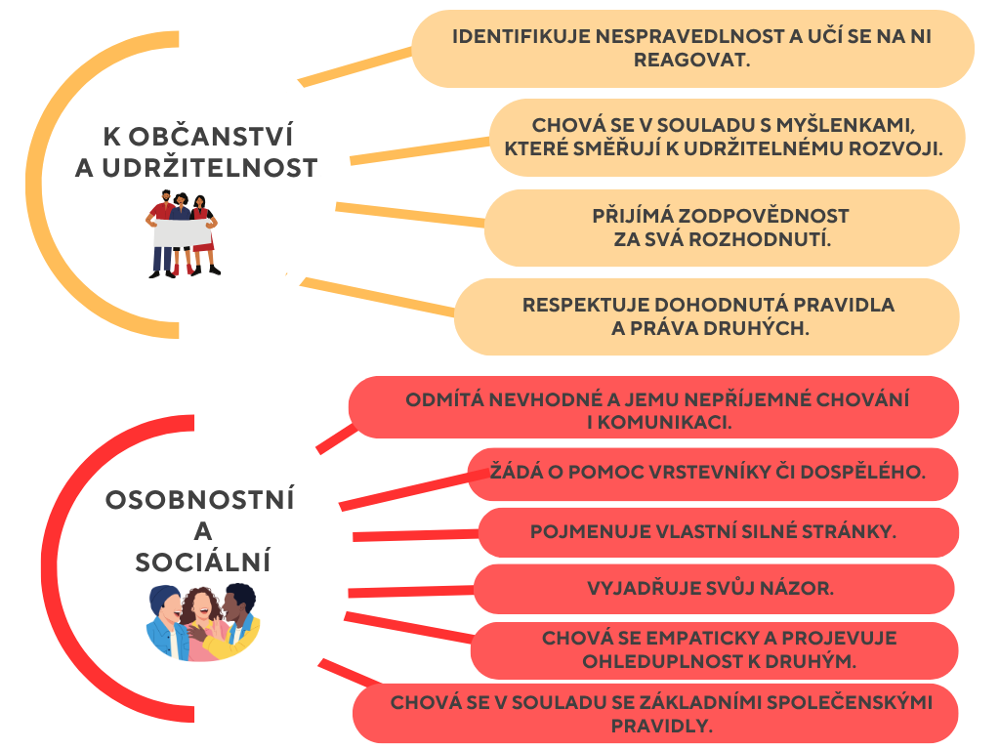 K OBČANSTVÍ
A UDRŽITELNOST
IDENTIFIKUJE NESPRAVEDLNOST A UČÍ SE NA NI
REAGOVAT.
CHOVÁ SE V SOULADU S MYŠLENKAMI,
KTERÉ SMĚŘUJÍ K UDRŽITELNÉMU ROZVOJI.
PŘIJÍMÁ ZODPOVĚDNOST
ZA SVÁ ROZHODNUTÍ.
RESPEKTUJE DOHODNUTÁ PRAVIDLA
A PRÁVA DRUHÝCH.
OSOBNOSTNÍ
A
SOCIÁLNÍ
ODMÍTÁ NEVHODNÉ A JEMU NEPŘÍJEMNÉ CHOVÁNÍ
I KOMUNIKACI.
ŽÁDÁ O POMOC VRSTEVNÍKY ČI DOSPĚLÉHO.
POJMENUJE VLASTNÍ SILNÉ STRÁNKY.
VYJADŘUJE SVŮJ NÁZOR.
CHOVÁ SE EMPATICKY A PROJEVUJE
OHLEDUPLNOST K DRUHÝM.
CHOVÁ SE V SOULADU SE ZÁKLADNÍMI SPOLEČENSKÝMI
PRAVIDLY.